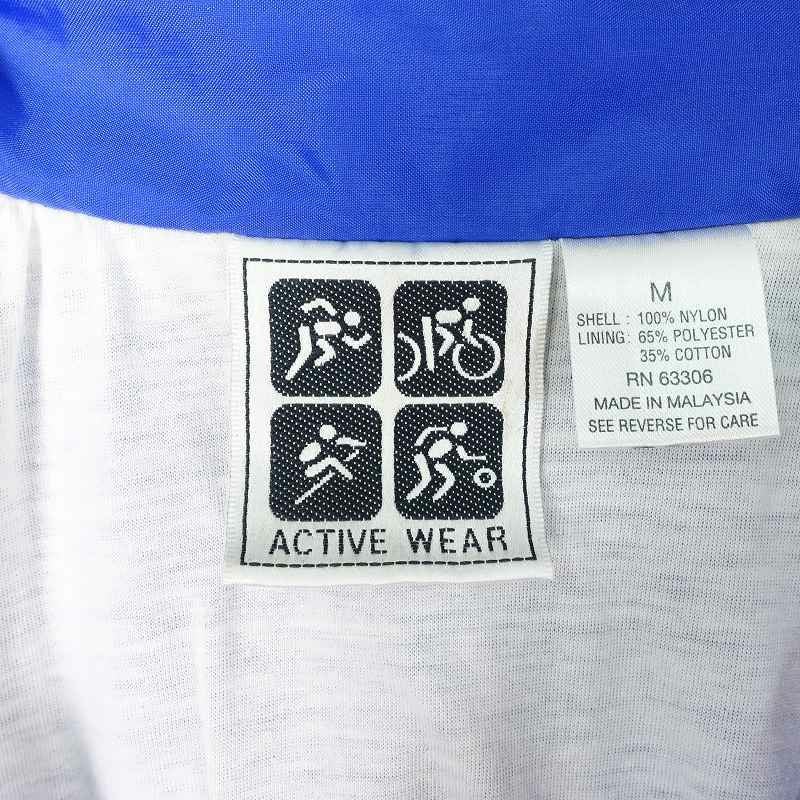 ACTIVE WEAR
M
SHELL : 100% NYLON
LINING: 65% POLYESTER
35% COTTON
RN 63306
MADE IN MALAYSIA
SEE REVERSE FOR CARE